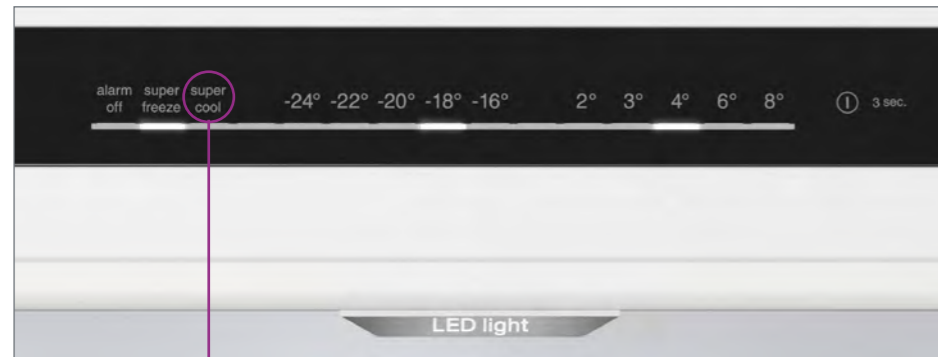 alarm off
super freeze
super cool
-24° -22° -20° -18° -16°
2° 3° 4° 6° 8°
3 sec.
LED light